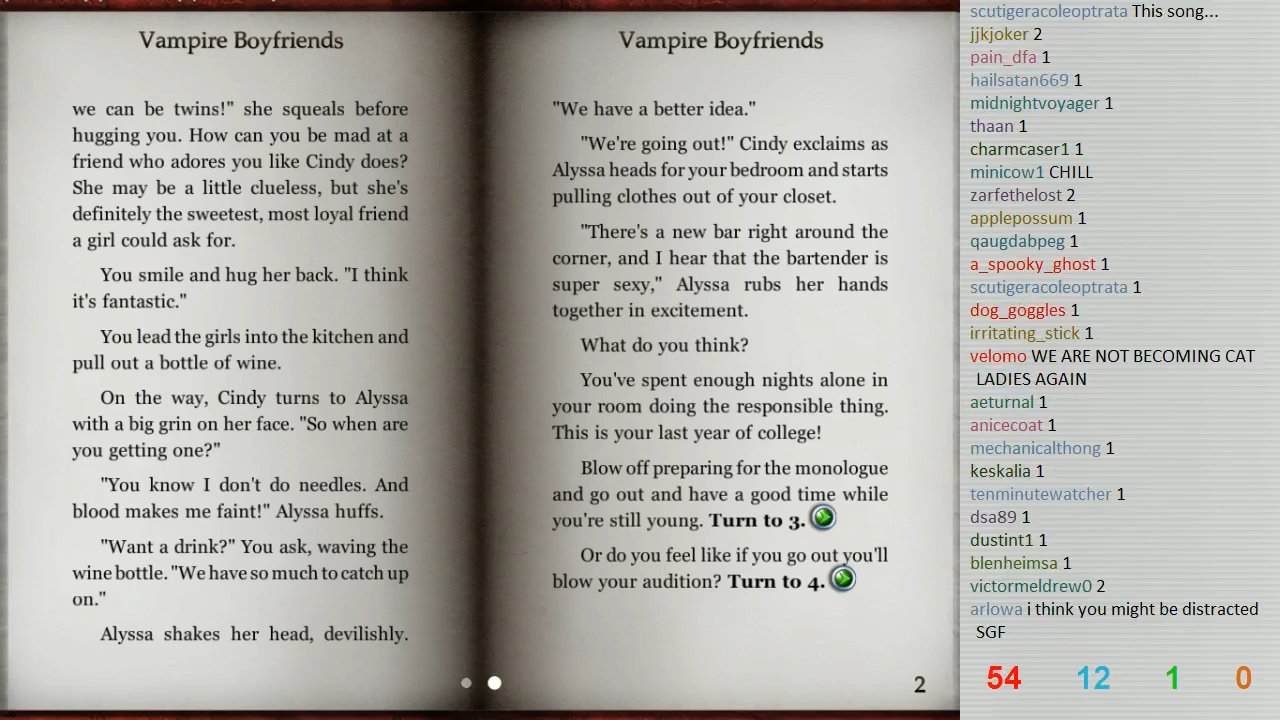 Vampire Boyfriends
we can be twins!" she squeals before
hugging you. How can you be mad at a
friend who adores you like Cindy does?
She may be a little clueless, but she's
definitely the sweetest, most loyal friend
a girl could ask for.
You smile and hug her back. "I think
it's fantastic."
You lead the girls into the kitchen and
pull out a bottle of wine.
On the way, Cindy turns to Alyssa
with a big grin on her face. "So when are
you getting one?"
"You know I don't do needles. And
blood makes me faint!" Alyssa huffs.
"Want a drink?" You ask, waving the
wine bottle. "We have so much to catch up
on."
Alyssa shakes her head, devilishly.
Vampire Boyfriends
"We have a better idea."
"We're going out!" Cindy exclaims as
Alyssa heads for your bedroom and starts
pulling clothes out of your closet.
"There's a new bar right around the
corner, and I hear that the bartender is
super sexy," Alyssa rubs her hands
together in excitement.
What do you think?
You've spent enough nights alone in
your room doing the responsible thing.
This is your last year of college!
Blow off preparing for the monologue
and go out and have a good time while
you're still young. Turn to 3.
Or do you feel like if you go out you'll
blow your audition? Turn to 4.
2
scutigeracoleoptrata This song...
jjkjoker 2
pain_dfa 1
hailsatan669 1
midnightvoyager 1
thaan 1
charmcaser1 1
minicow1 CHILL
zarfethelost 2
applepossum 1
qaugdabpeg 1
a_spooky_ghost 1
scutigeracoleoptrata 1
dog_goggles 1
irritating_stick 1
velomo WE ARE NOT BECOMING CAT
LADIES AGAIN
aeturnal 1
anicecoat 1
mechanicalthong 1
keskalia 1
tenminutewatcher 1
dsa89 1
dustint1 1
blenheimsa 1
victormeldrew0 2
arlowa i think you might be distracted
SGF
54 12 1 0